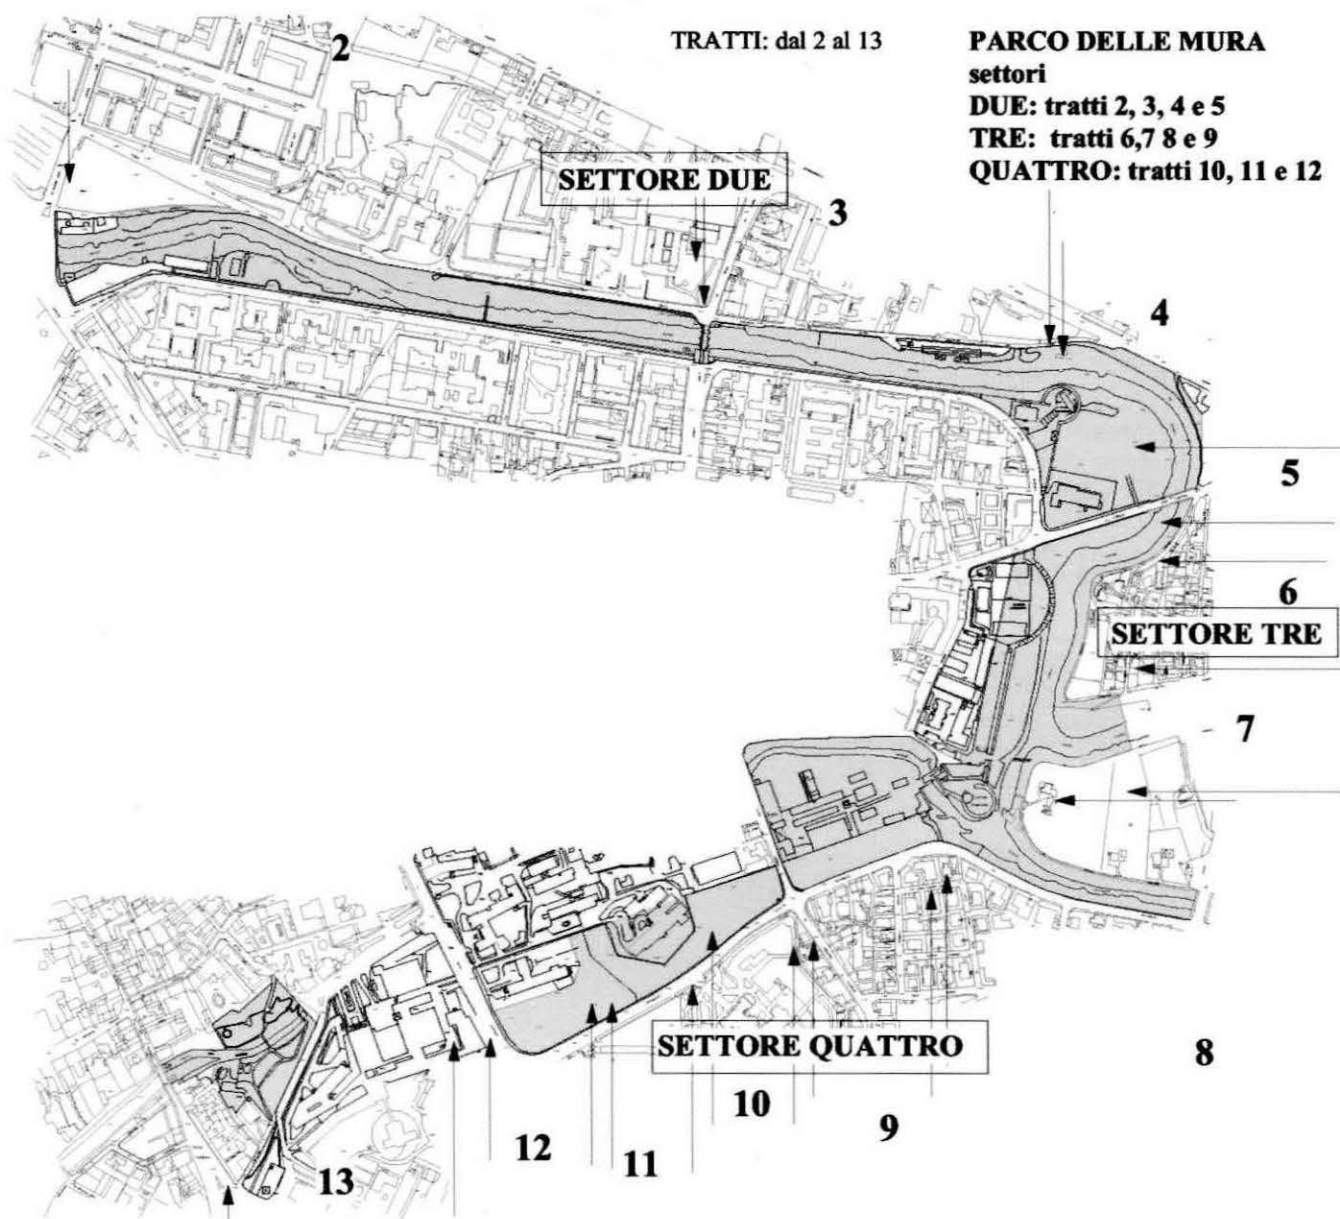 2
TRATTI: dal 2 al 13
PARCO DELLE MURA
settori
DUE: tratti 2, 3, 4 e 5
TRE: tratti 6,7 8 e 9
QUATTRO: tratti 10, 11 e 12
SETTORE DUE
3
4
5
6
SETTORE TRE
7
SETTORE QUATTRO
8
10
9
12
11
13